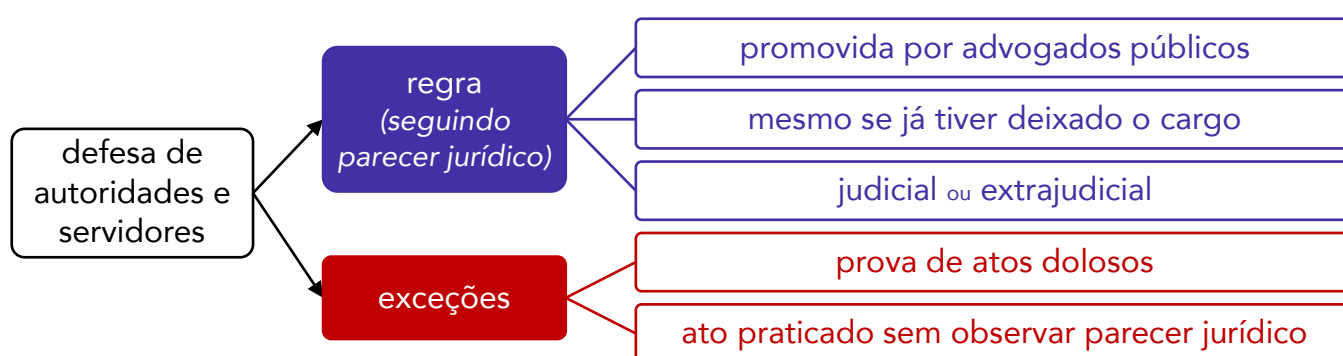 defesa de
autoridades e
servidores
regra
(seguindo
parecer jurídico)
promovida por advogados públicos
mesmo se já tiver deixado o cargo
judicial ou extrajudicial
exceções
prova de atos dolosos
ato praticado sem observar parecer jurídico